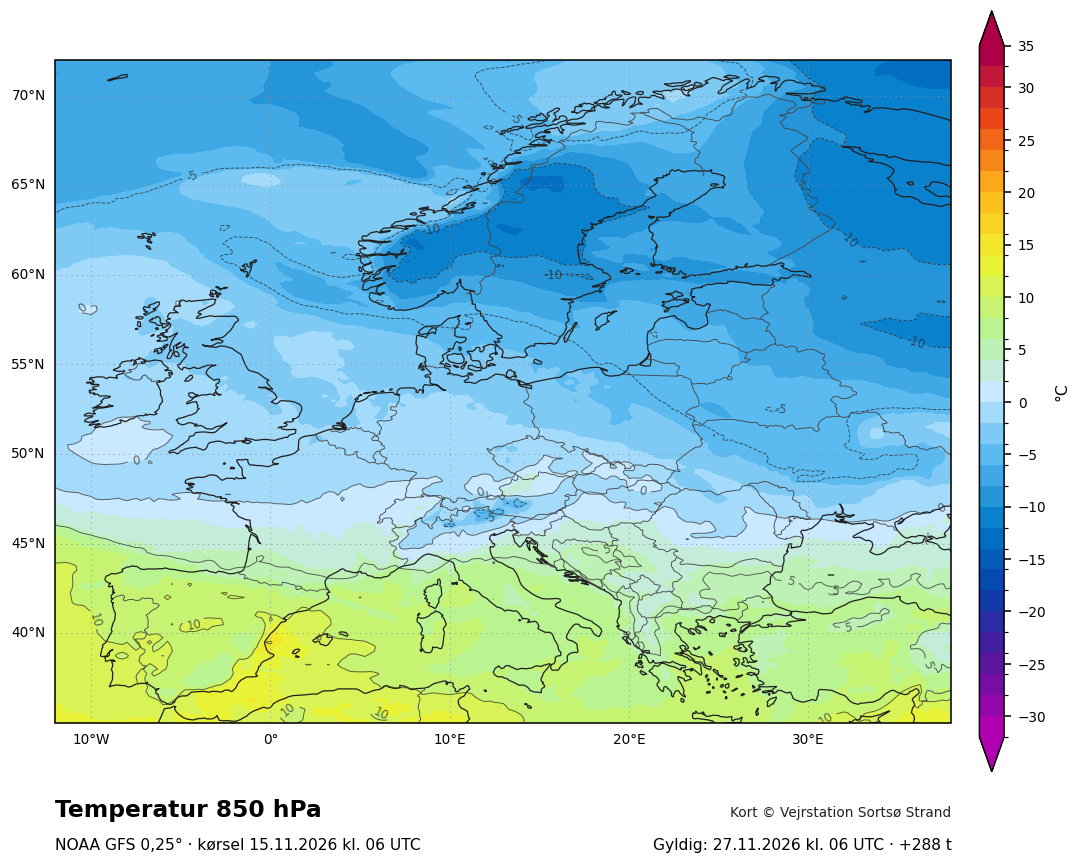 70°N
65°N
60°N
55°N
50°N
45°N
40°N
10°W 0° 10°E 20°E 30°E
35
30
25
20
15
10
5
0
−5
−10
−15
−20
−25
−30
°C
Temperatur 850 hPa
Kort © Vejrstation Sortsø Strand
NOAA GFS 0,25° · kørsel 15.11.2026 kl. 06 UTC
Gyldig: 27.11.2026 kl. 06 UTC · +288 t